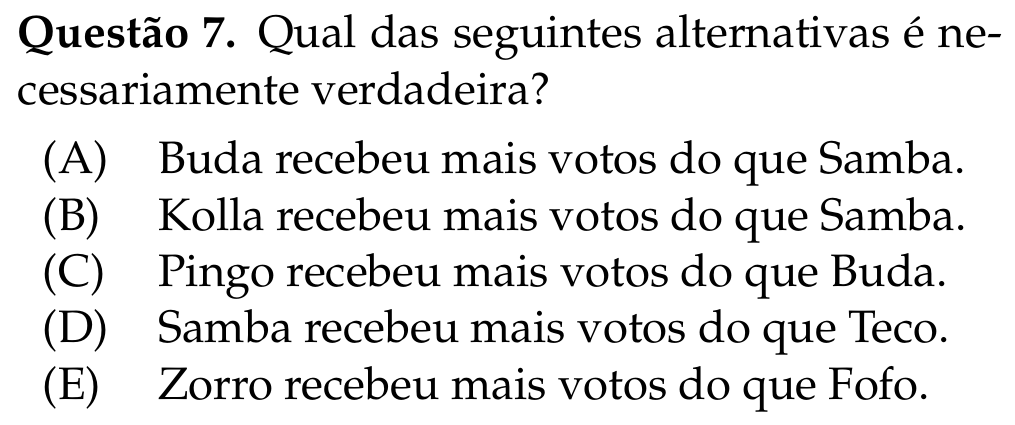 Questão 7. Qual das seguintes alternativas é ne-
cessariamente verdadeira?
(A) Buda recebeu mais votos do que Samba.
(B) Kolla recebeu mais votos do que Samba.
(C) Pingo recebeu mais votos do que Buda.
(D) Samba recebeu mais votos do que Teco.
(E) Zorro recebeu mais votos do que Fofo.